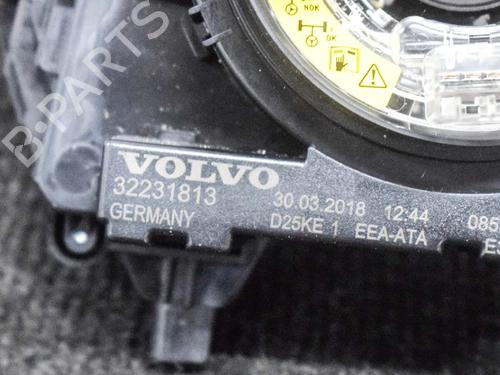 NOK
OK
VOLVO
32231813
GERMANY
30.03.2018 12:44
D25KE 1 EEA-ATA
B-PARTS